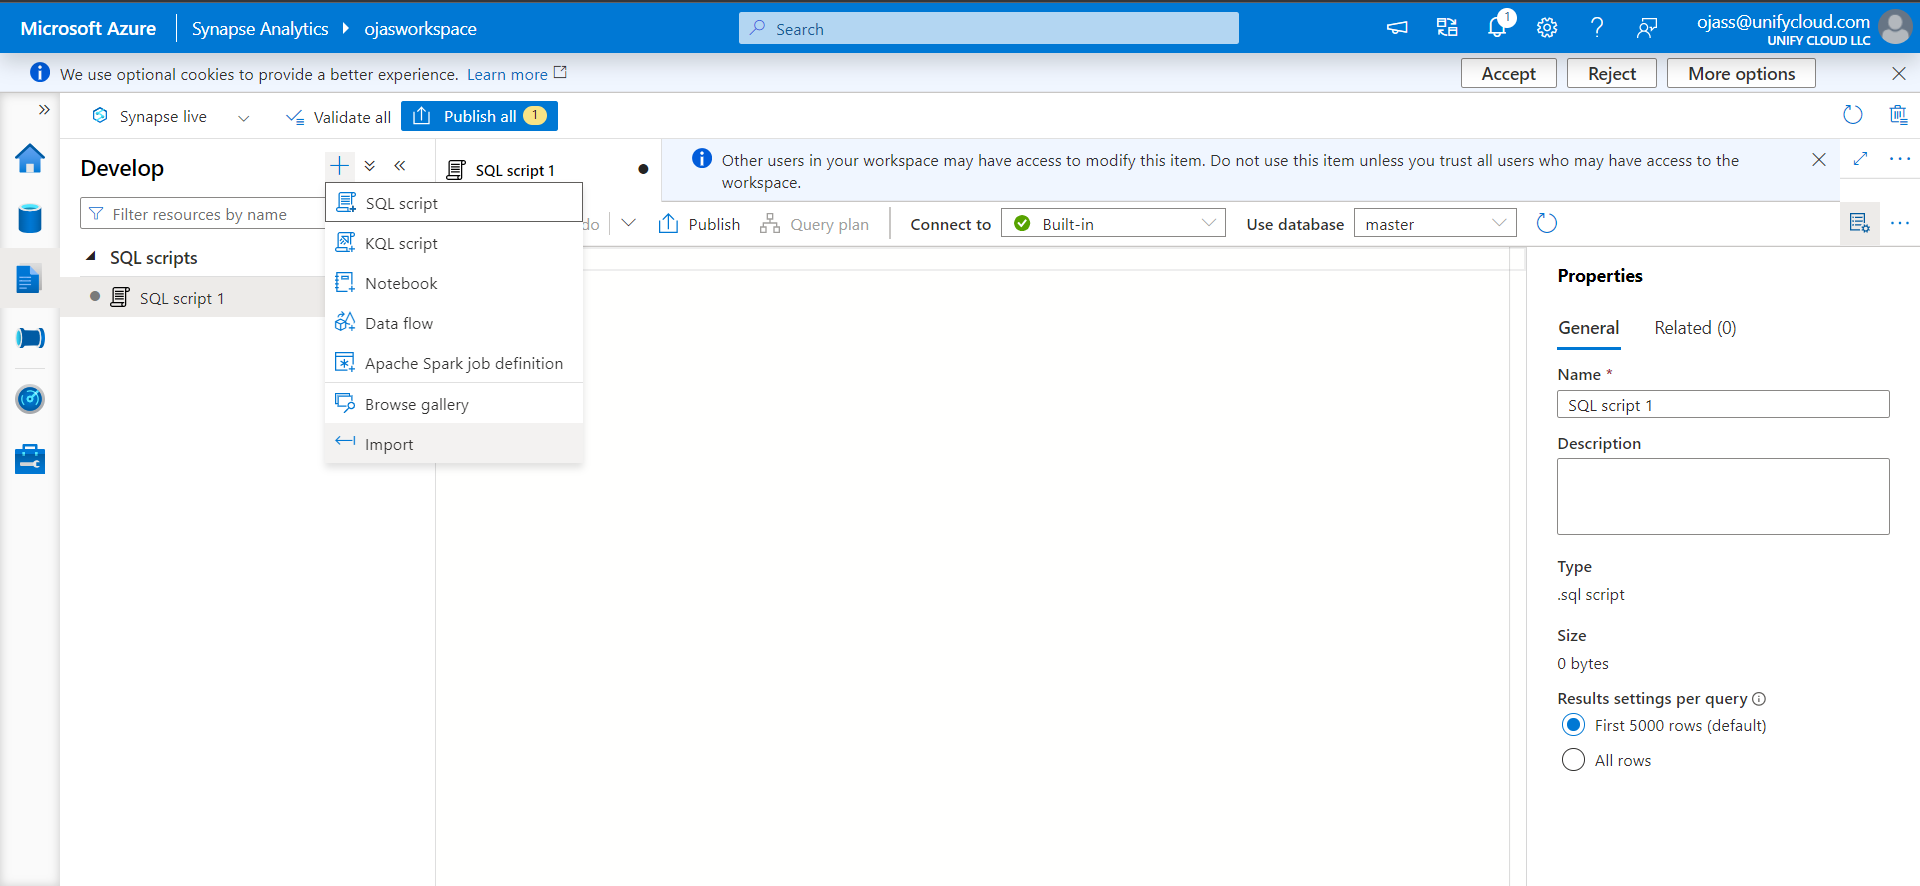 Microsoft Azure
Synapse Analytics
ojasworkspace
Search
1
ojass@unifycloud.com
UNIFY CLOUD LLC
We use optional cookies to provide a better experience. Learn more
Accept
Reject
More options
Synapse live
Validate all
Publish all
1
Develop
SQL script 1
Other users in your workspace may have access to modify this item. Do not use this item unless you trust all users who may have access to the
workspace.
Filter resources by name
SQL scripts
SQL script 1
SQL script
KQL script
Notebook
Data flow
Apache Spark job definition
Browse gallery
Import
do
Publish
Query plan
Connect to
Built-in
Use database
master
Properties
General
Related (0)
Name *
SQL script 1
Description
Type
.sql script
Size
0 bytes
Results settings per query
First 5000 rows (default)
All rows